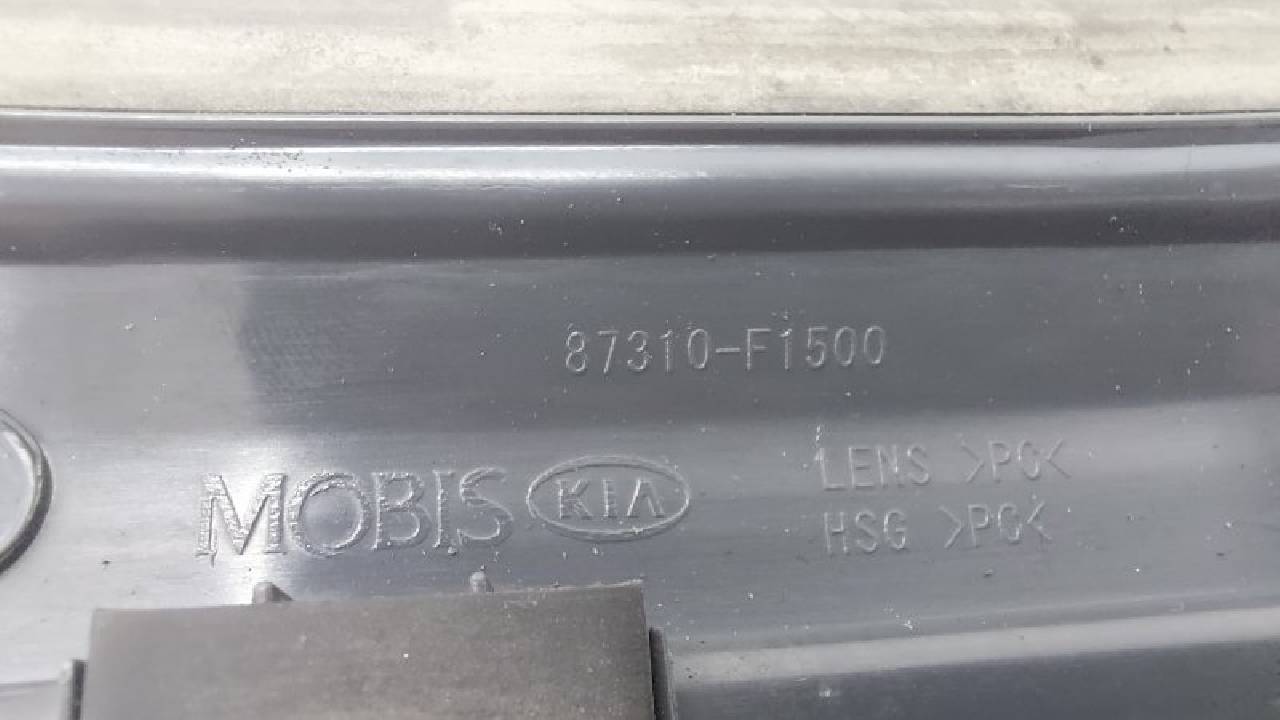 87310-F1500
MOBIS KIA
LENS >PC<
HSG >PC<